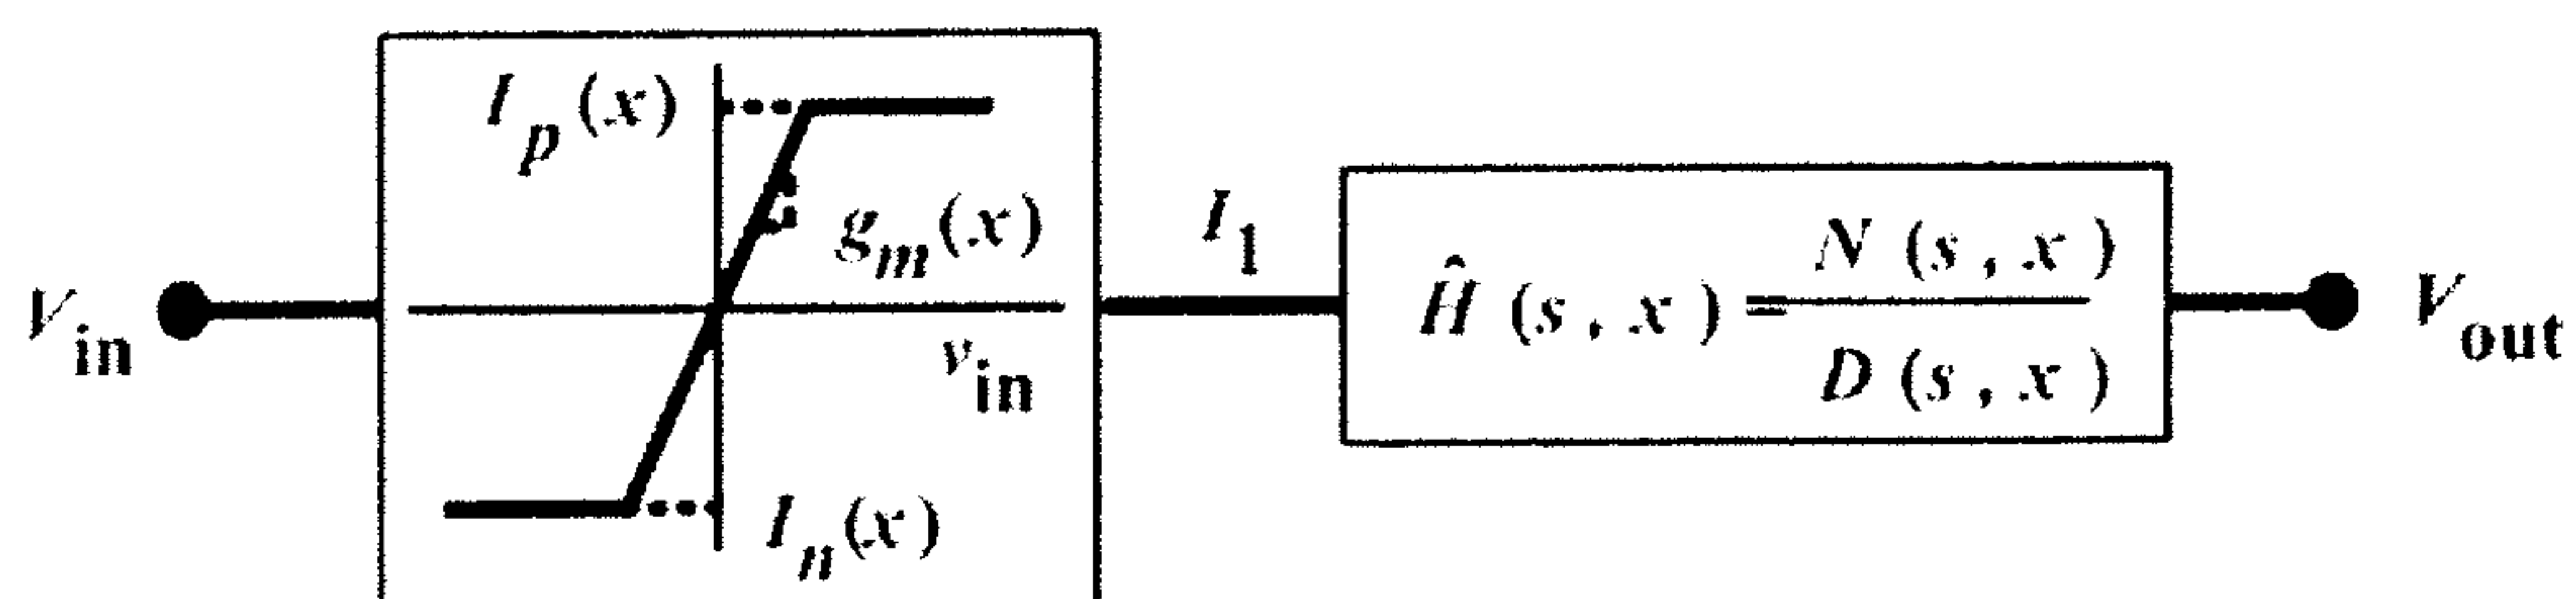 I_p(x)
g_m(x)
V_in
v_in
I_n(x)
I_1
Ĥ(s, x) = N(s, x) / D(s, x)
V_out